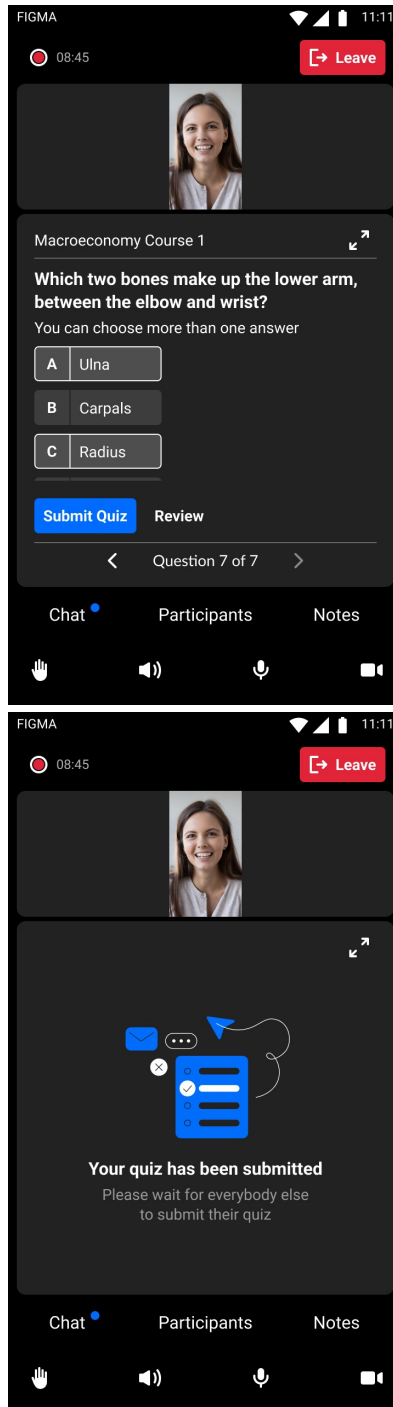 FIGMA 11:11
08:45 Leave
Macroeconomy Course 1
Which two bones make up the lower arm,
between the elbow and wrist?
You can choose more than one answer
A Ulna
B Carpals
C Radius
Submit Quiz Review
Question 7 of 7
Chat Participants Notes
FIGMA 11:11
08:45 Leave
Your quiz has been submitted
Please wait for everybody else
to submit their quiz
Chat Participants Notes